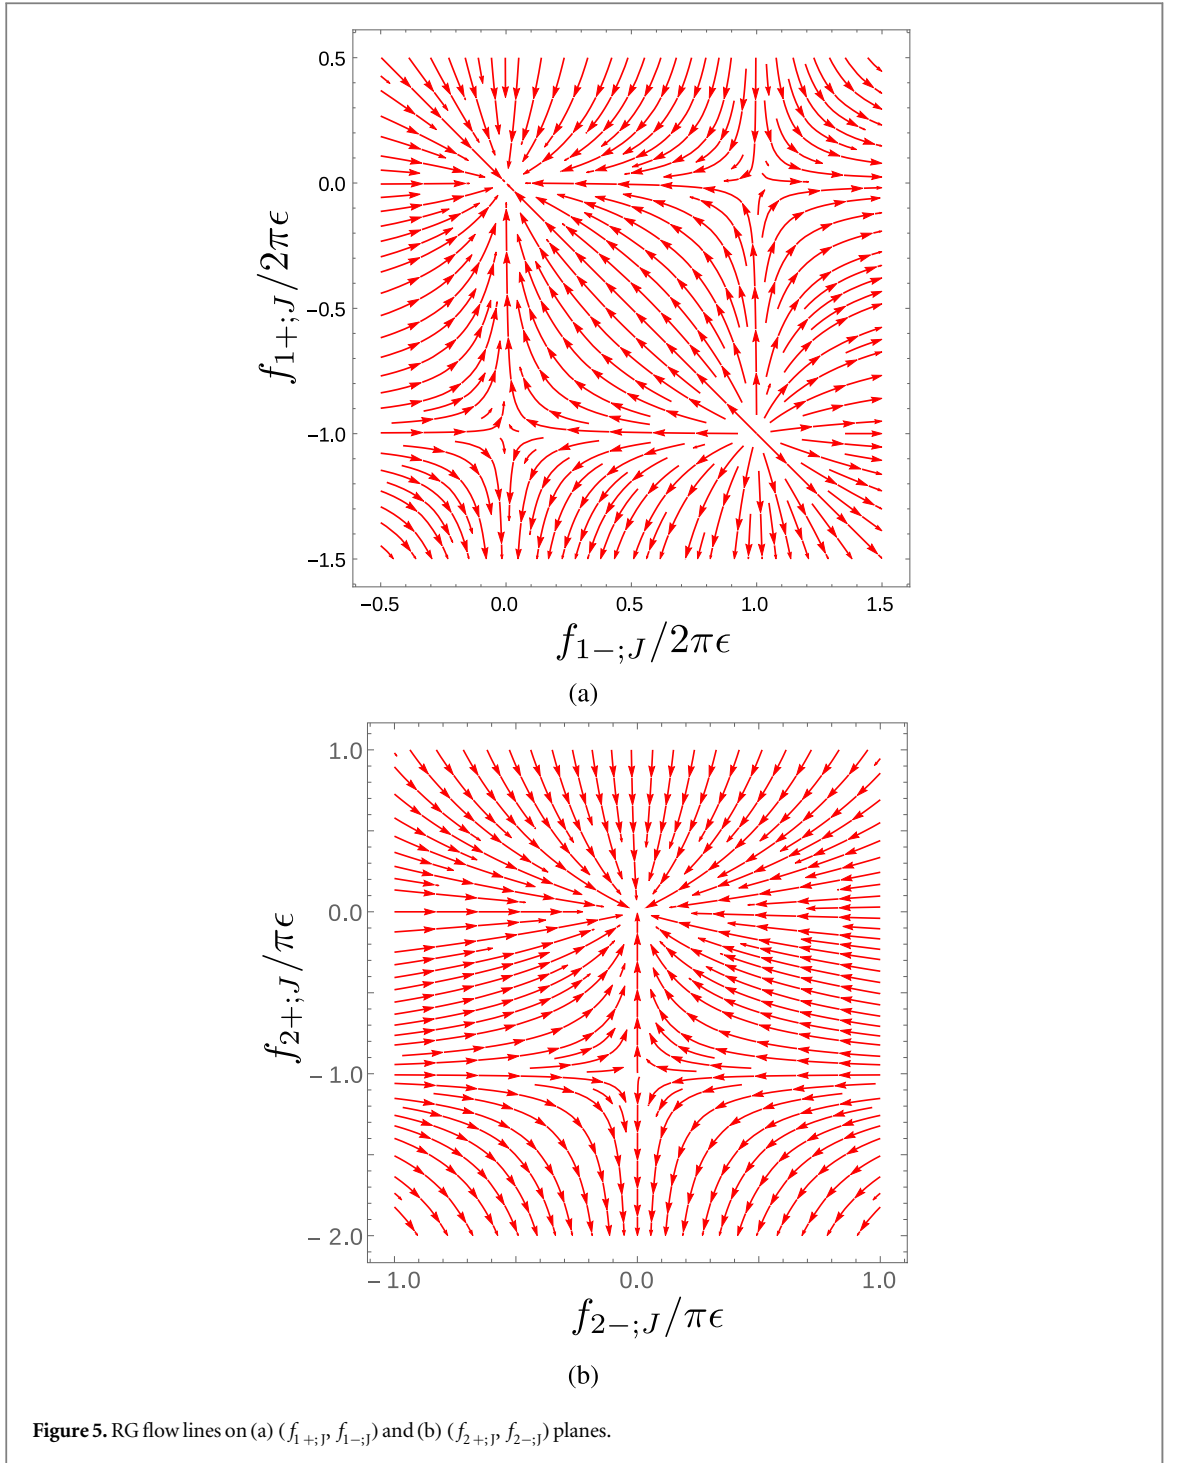 0.5
0.0
−0.5
−1.0
−1.5
f1+;J/2πϵ
−0.5 0.0 0.5 1.0 1.5
f1−;J/2πϵ
(a)
1.0
0.0
−1.0
−2.0
f2+;J/πϵ
−1.0 0.0 1.0
f2−;J/πϵ
(b)
Figure 5. RG flow lines on (a) (f1+;J, f1−;J) and (b) (f2+;J, f2−;J) planes.